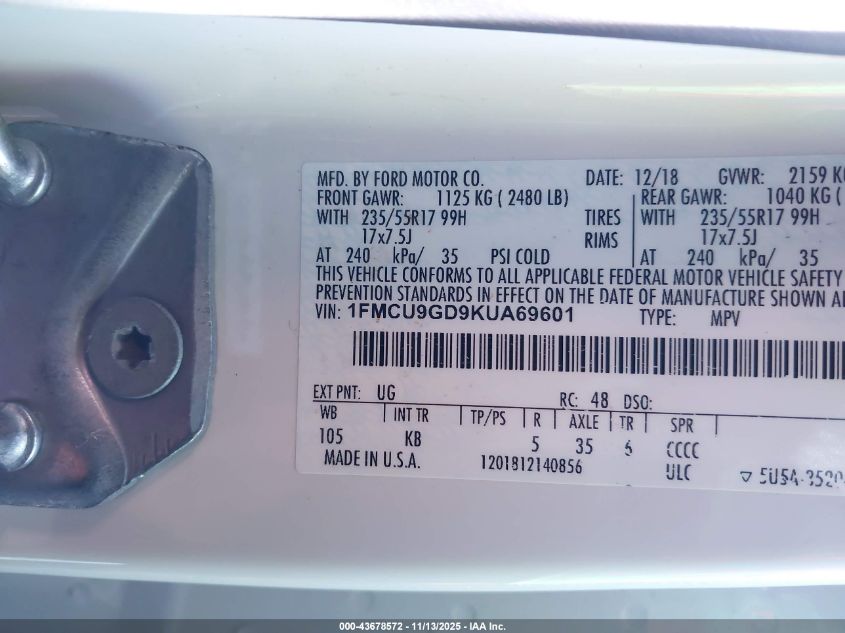 MFD. BY FORD MOTOR CO. DATE: 12/18 GVWR: 2159 KG
FRONT GAWR: 1125 KG ( 2480 LB) REAR GAWR: 1040 KG (
WITH 235/55R17 99H TIRES WITH 235/55R17 99H
17x7.5J RIMS 17x7.5J
AT 240 kPa/ 35 PSI COLD AT 240 kPa/ 35
THIS VEHICLE CONFORMS TO ALL APPLICABLE FEDERAL MOTOR VEHICLE SAFETY
PREVENTION STANDARDS IN EFFECT ON THE DATE OF MANUFACTURE SHOWN
VIN: 1FMCU9GD9KUA69601 TYPE: MPV
EXT PNT: UG RC: 48 DSO:
WB INT TR TP/PS R AXLE TR SPR
105 KB 5 35 6 CCCC
MADE IN U.S.A. 1201812140856 ULC
000-43678572 - 11/13/2025 - IAA Inc.